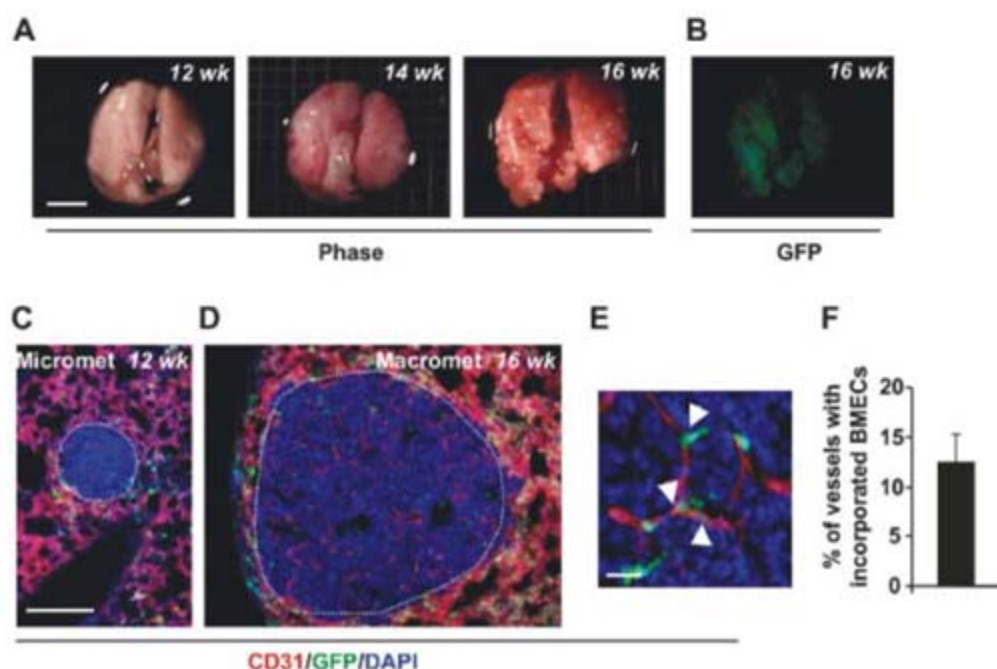 A
12 wk
14 wk
16 wk
Phase
B
16 wk
GFP
C
Micromet 12 wk
D
Macromet 16 wk
E
CD31/GFP/DAPI
F
% of vessels with
incorporated BMECs
20
15
10
5
0